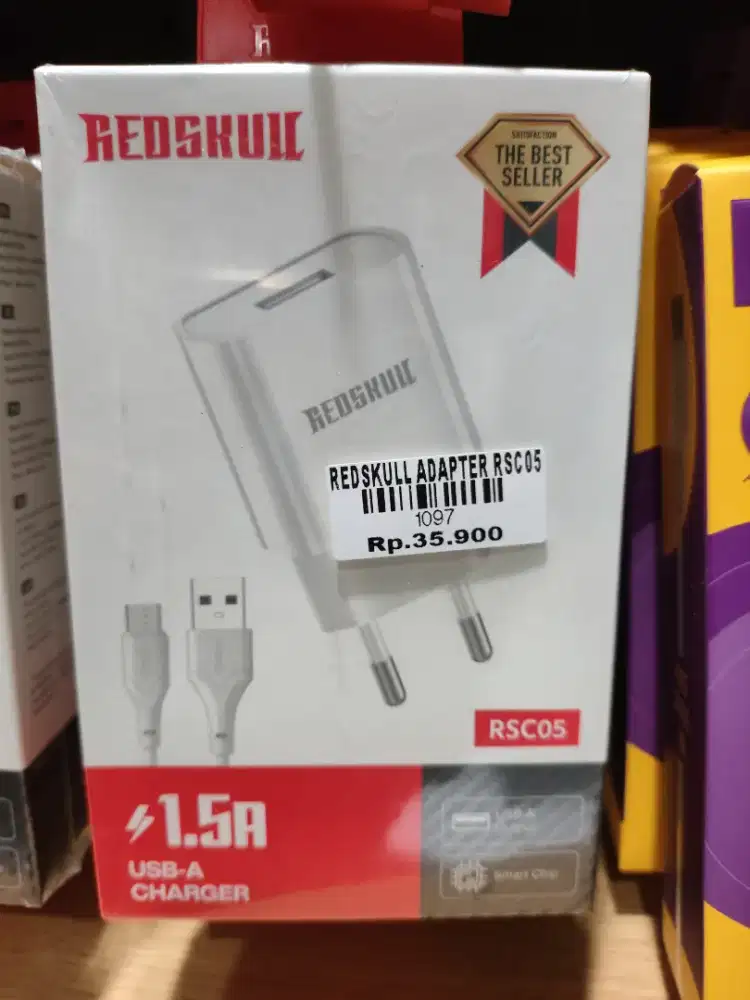 REDSKULL
SATISFACTION
THE BEST
SELLER
REDSKULL
REDSKULL ADAPTER RSC05
1097
Rp.35.900
RSC05
1.5A
USB-A
CHARGER
USB-A
Smart Chip